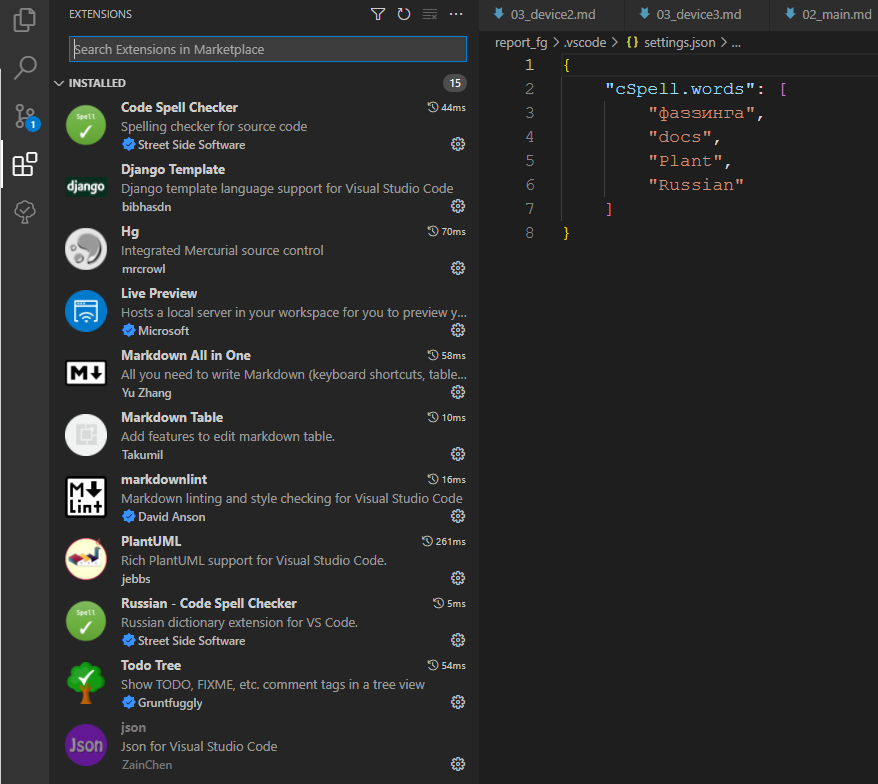 EXTENSIONS
Search Extensions in Marketplace
INSTALLED 15
Code Spell Checker 44ms
Spelling checker for source code
Street Side Software
Django Template
Django template language support for Visual Studio Code
bibhasdn
Hg 70ms
Integrated Mercurial source control
mrcrowl
Live Preview
Hosts a local server in your workspace for you to preview y...
Microsoft
Markdown All in One 58ms
All you need to write Markdown (keyboard shortcuts, table...
Yu Zhang
Markdown Table 10ms
Add features to edit markdown table.
Takumil
markdownlint 16ms
Markdown linting and style checking for Visual Studio Code
David Anson
PlantUML 261ms
Rich PlantUML support for Visual Studio Code.
jebbs
Russian - Code Spell Checker 5ms
Russian dictionary extension for VS Code.
Street Side Software
Todo Tree 54ms
Show TODO, FIXME, etc. comment tags in a tree view
Gruntfuggly
json
Json for Visual Studio Code
ZainChen
1
Spell
django
M
M Lint
Spell
Json
03_device2.md 03_device3.md 02_main.md
report_fg > .vscode > {} settings.json > ...
1 {
2 "cSpell.words": [
3 "фаззинга",
4 "docs",
5 "Plant",
6 "Russian"
7 ]
8 }